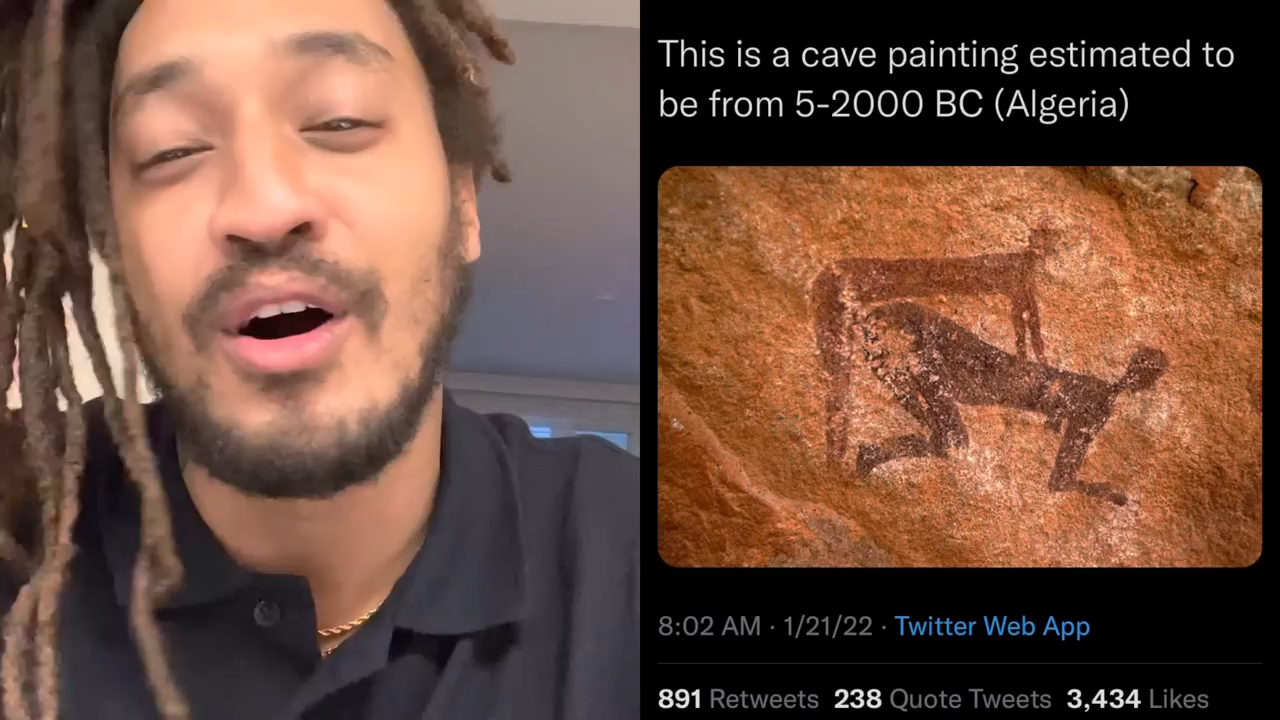 This is a cave painting estimated to
be from 5-2000 BC (Algeria)
8:02 AM · 1/21/22 · Twitter Web App
891 Retweets 238 Quote Tweets 3,434 Likes